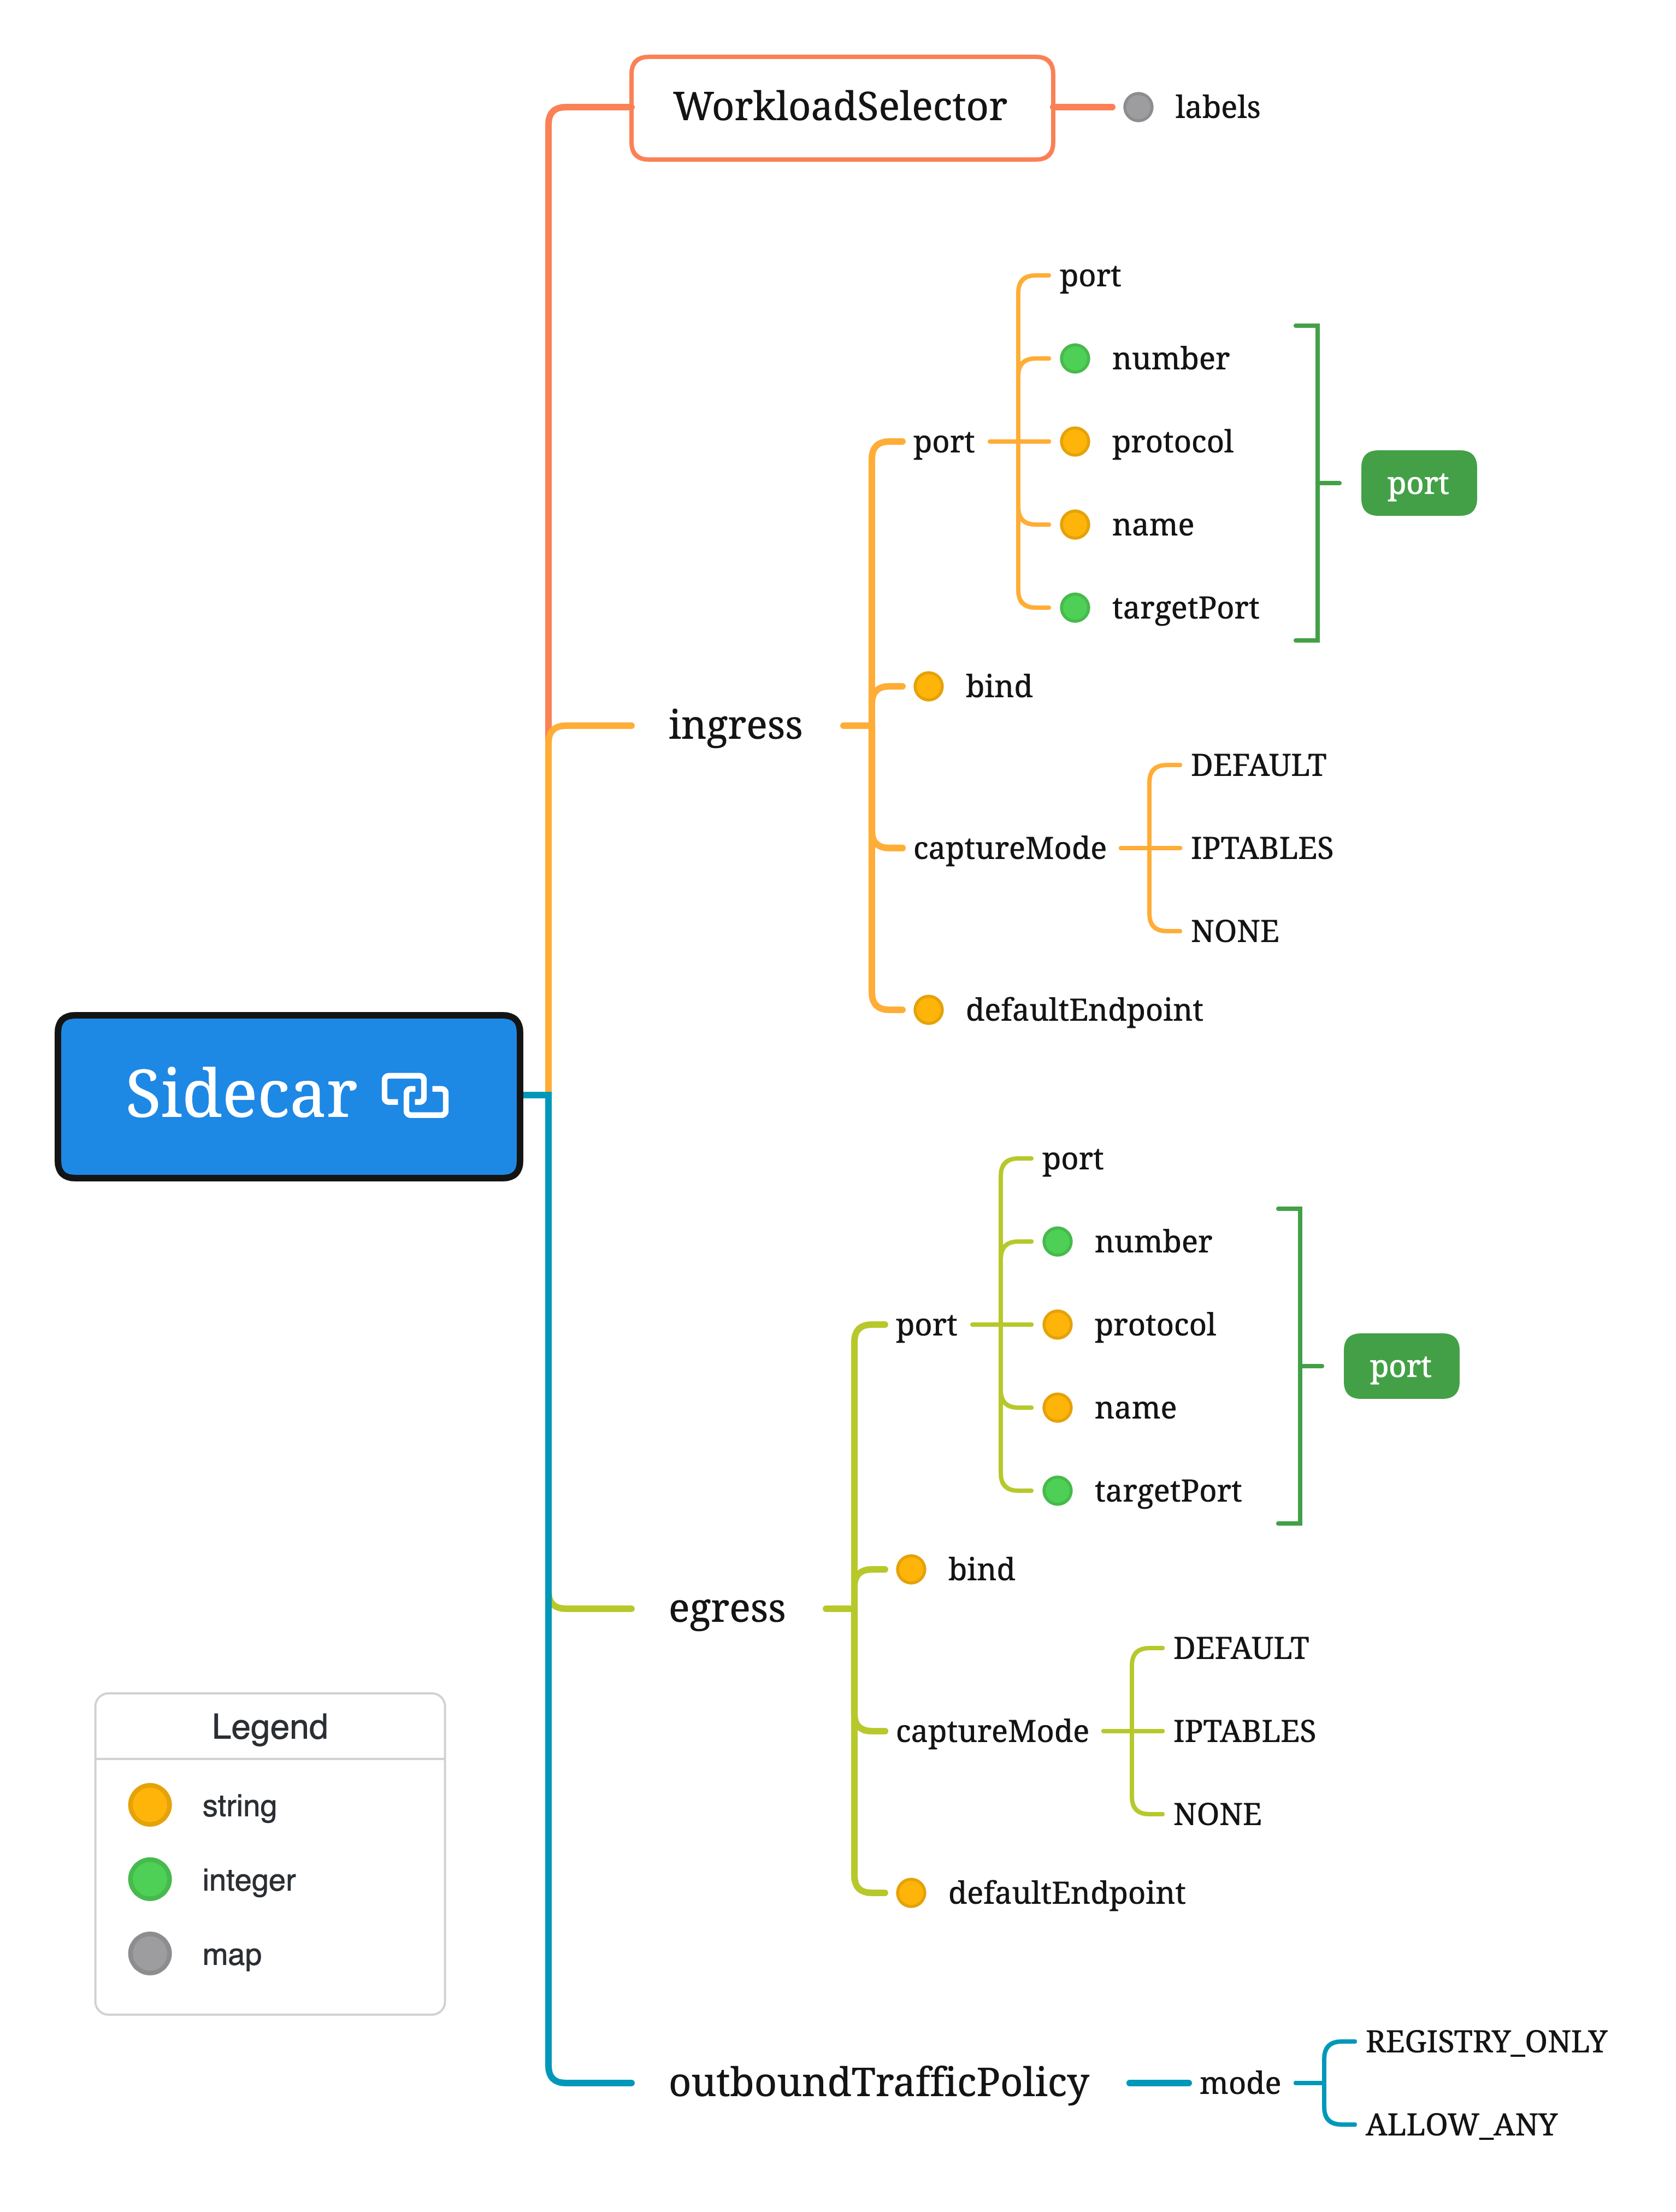 WorkloadSelector
labels
port
number
protocol
name
targetPort
port
port
bind
ingress
captureMode
DEFAULT
IPTABLES
NONE
defaultEndpoint
Sidecar
port
number
protocol
name
targetPort
port
port
bind
egress
captureMode
DEFAULT
IPTABLES
NONE
defaultEndpoint
Legend
string
integer
map
outboundTrafficPolicy
mode
REGISTRY_ONLY
ALLOW_ANY